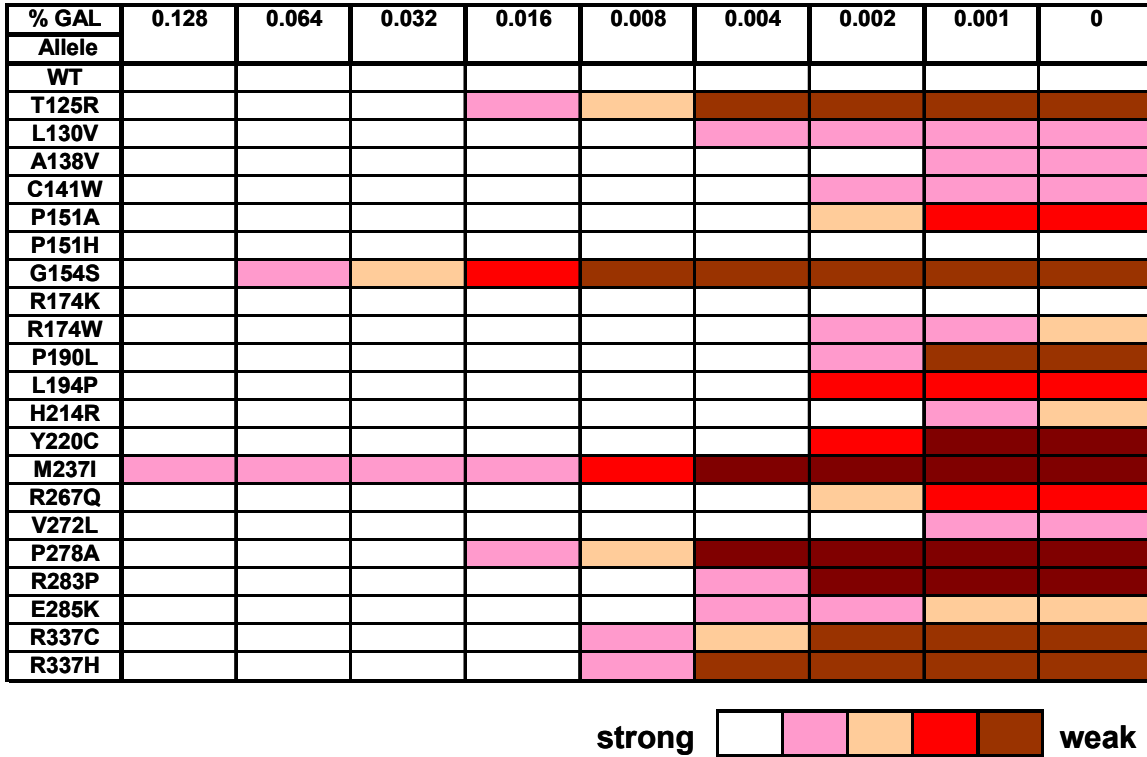 % GAL 0.128 0.064 0.032 0.016 0.008 0.004 0.002 0.001 0
Allele
WT
T125R
L130V
A138V
C141W
P151A
P151H
G154S
R174K
R174W
P190L
L194P
H214R
Y220C
M237I
R267Q
V272L
P278A
R283P
E285K
R337C
R337H
strong weak